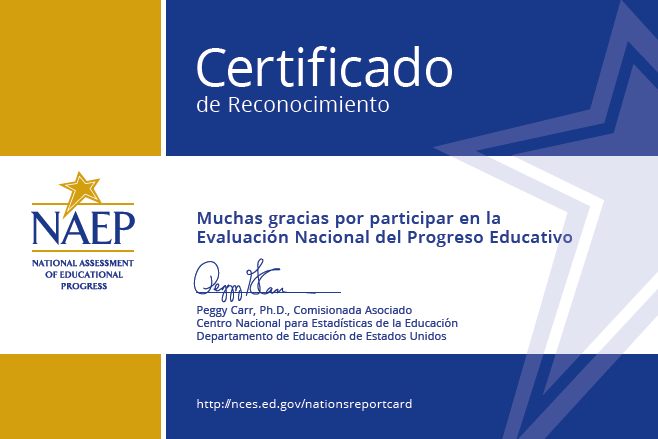 Certificado
de Reconocimiento
NAEP
NATIONAL ASSESSMENT
OF EDUCATIONAL
PROGRESS
Muchas gracias por participar en la
Evaluación Nacional del Progreso Educativo
Peggy Carr
Peggy Carr, Ph.D., Comisionada Asociado
Centro Nacional para Estadísticas de la Educación
Departamento de Educación de Estados Unidos
http://nces.ed.gov/nationsreportcard